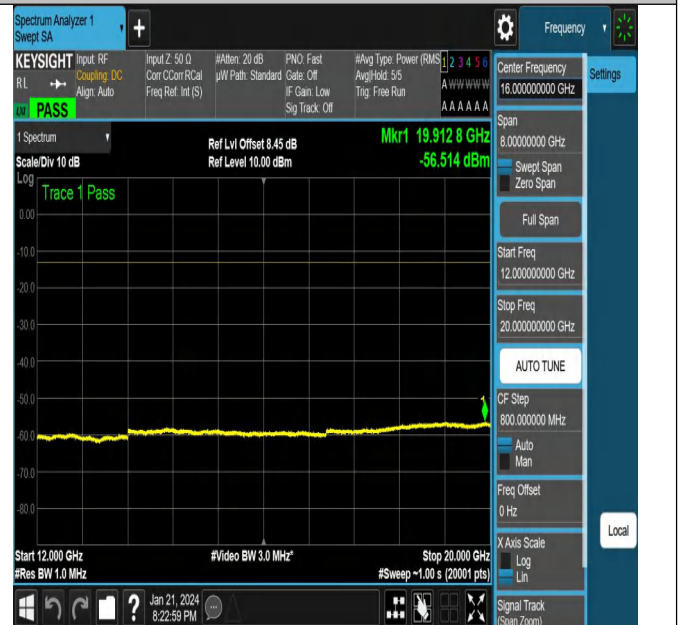 Spectrum Analyzer 1
Swept SA
Frequency
KEYSIGHT
RL
Input: RF
Coupling: DC
Align: Auto
Input Z: 50 Ω
Corr CCorr RCal
Freq Ref: Int (S)
#Atten: 20 dB
µW Path: Standard
PNO: Fast
Gate: Off
IF Gain: Low
Sig Track: Off
#Avg Type: Power (RMS
Avg|Hold: 5/5
Trig: Free Run
1 2 3 4 5 6
A W W W W W
A A A A A A
PASS
1 Spectrum
Scale/Div 10 dB
Log
Ref Lvl Offset 8.45 dB
Ref Level 10.00 dBm
Mkr1 19.912 8 GHz
-56.514 dBm
Trace 1 Pass
0.00
-10.0
-20.0
-30.0
-40.0
-50.0
-60.0
-70.0
-80.0
1
Start 12.000 GHz
#Res BW 1.0 MHz
#Video BW 3.0 MHz*
Stop 20.000 GHz
#Sweep ~1.00 s (20001 pts)
Jan 21, 2024
8:22:59 PM
Center Frequency
16.000000000 GHz
Settings
Span
8.00000000 GHz
Swept Span
Zero Span
Full Span
Start Freq
12.000000000 GHz
Stop Freq
20.000000000 GHz
AUTO TUNE
CF Step
800.000000 MHz
Auto
Man
Freq Offset
0 Hz
Local
X Axis Scale
Log
Lin
Signal Track
(Span Zoom)